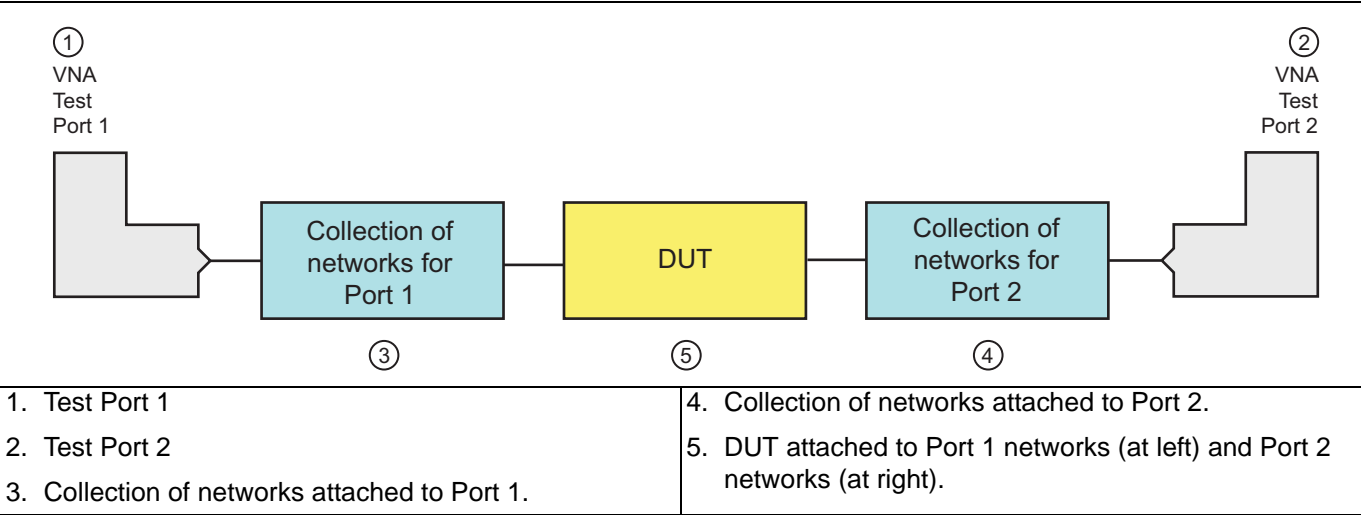 ①
VNA
Test
Port 1
②
VNA
Test
Port 2
Collection of
networks for
Port 1
DUT
Collection of
networks for
Port 2
③
⑤
④
1. Test Port 1
2. Test Port 2
3. Collection of networks attached to Port 1.
4. Collection of networks attached to Port 2.
5. DUT attached to Port 1 networks (at left) and Port 2
networks (at right).